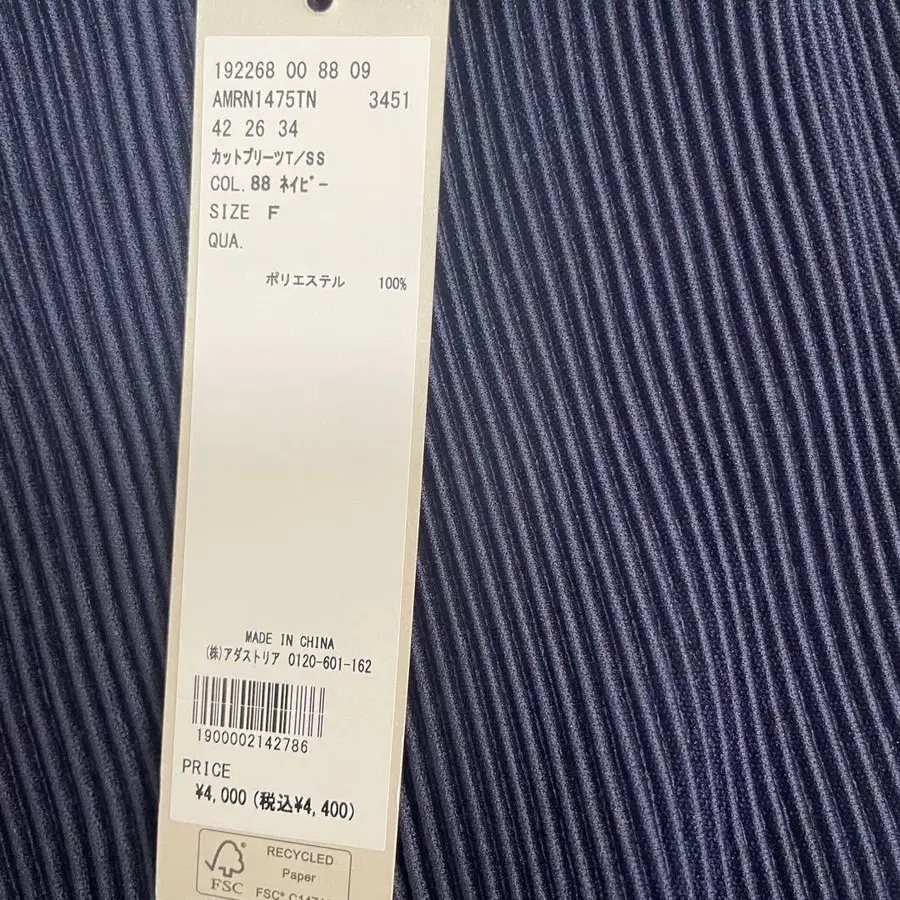 192268 00 88 09
AMRN1475TN 3451
42 26 34
カットプリーツT/SS
COL.88 ネイビー
SIZE F
QUA.
ポリエステル 100%
MADE IN CHINA
(株)アダストリア 0120-601-162
1900002142786
PRICE
¥4,000(税込¥4,400)
RECYCLED
Paper
FSC
FSC®